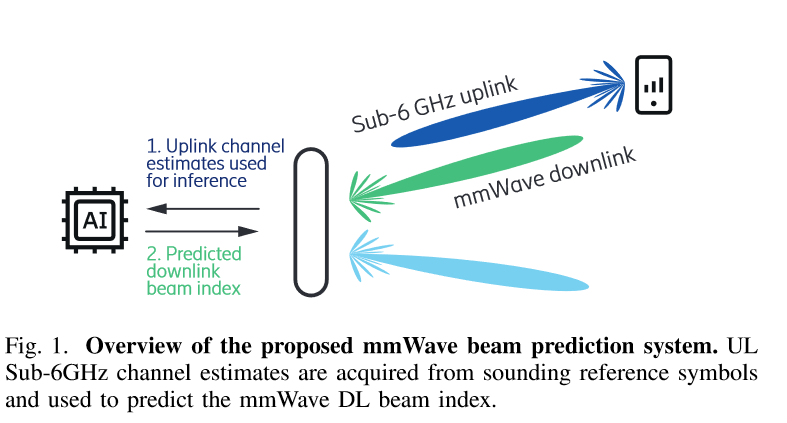 Sub-6 GHz uplink
1. Uplink channel
estimates used
for inference
mmWave downlink
AI
2. Predicted
downlink
beam index
Fig. 1. Overview of the proposed mmWave beam prediction system. UL
Sub-6GHz channel estimates are acquired from sounding reference symbols
and used to predict the mmWave DL beam index.